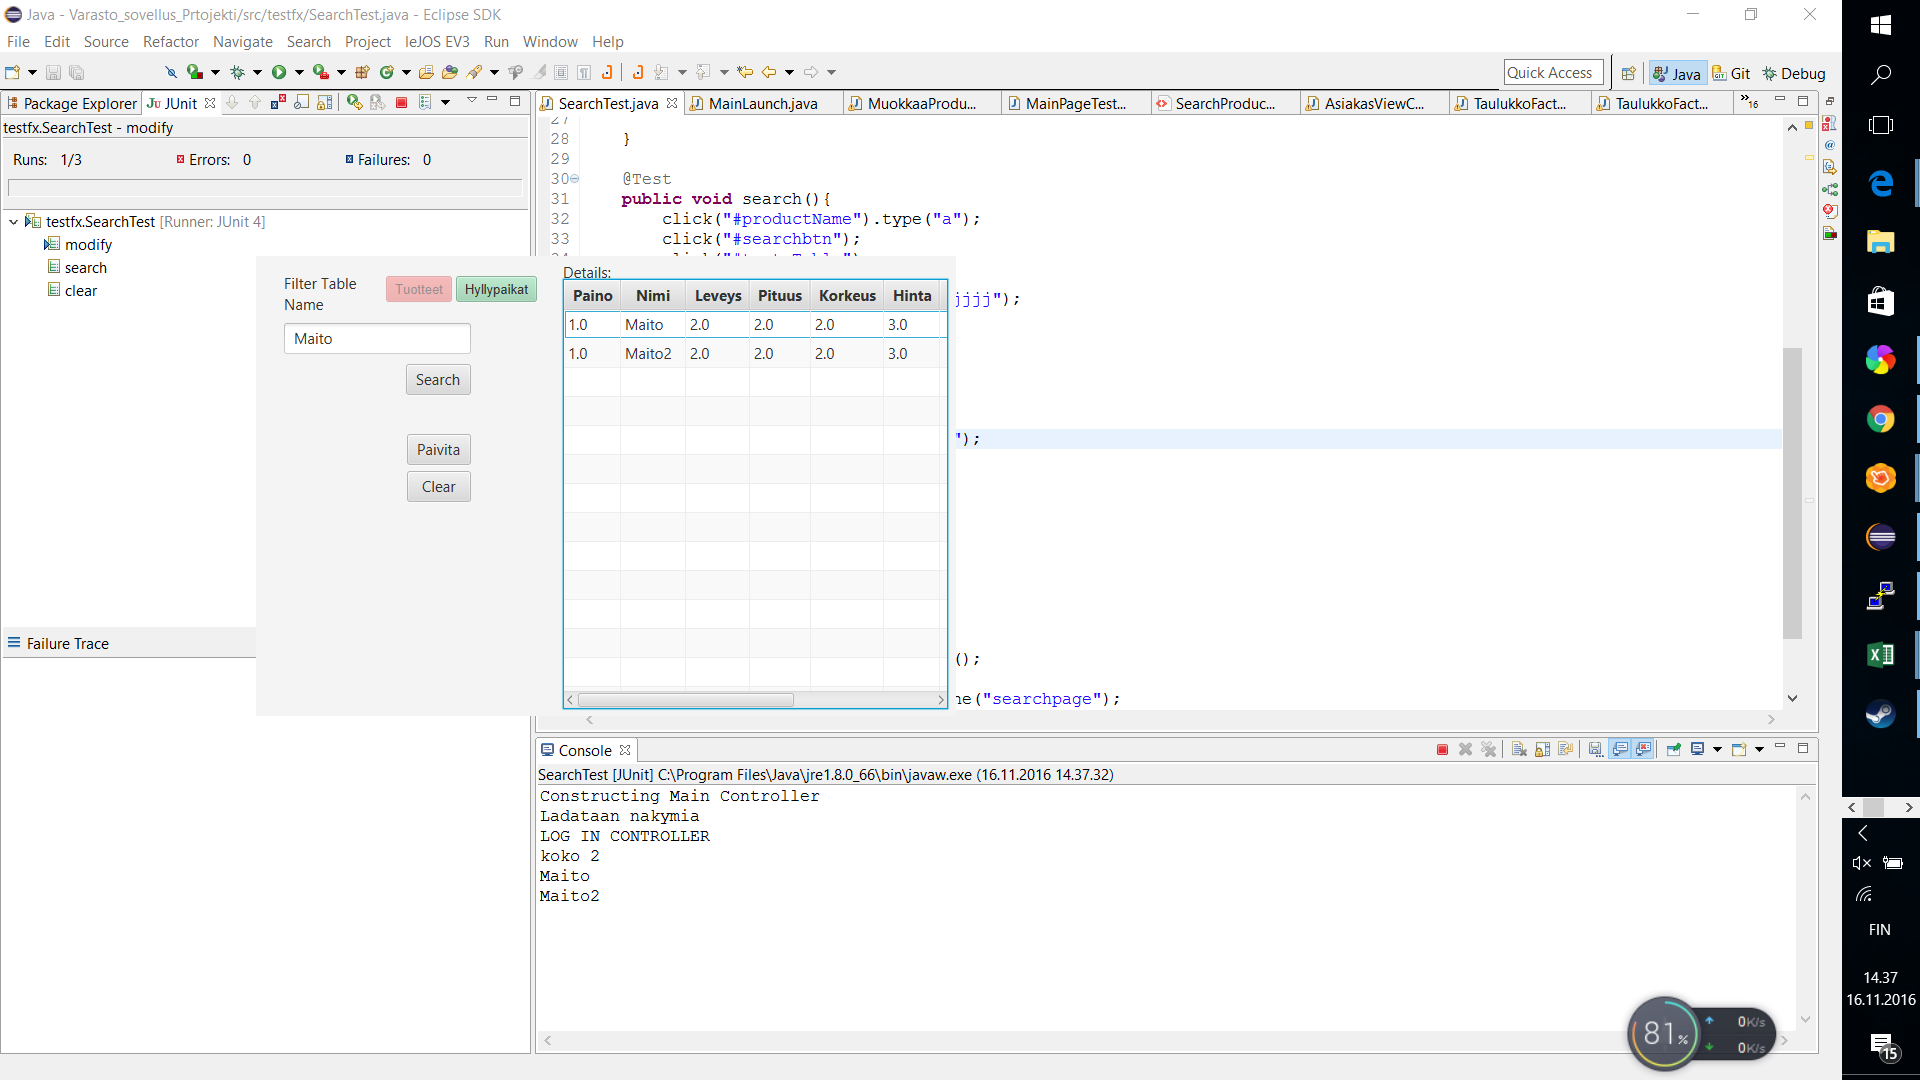 Java - Varasto_sovellus_Prtojekti/src/testfx/SearchTest.java - Eclipse SDK
File Edit Source Refactor Navigate Search Project leJOS EV3 Run Window Help
Quick Access Java Git Debug
Package Explorer JUnit
testfx.SearchTest - modify
Runs: 1/3 Errors: 0 Failures: 0
testfx.SearchTest [Runner: JUnit 4]
modify
search
clear
Failure Trace
SearchTest.java MainLaunch.java MuokkaaProdu... MainPageTest... SearchProduc... AsiakasViewC... TaulukkoFact... TaulukkoFact... 16
27
28 }
29
30 @Test
31 public void search(){
32 click("#productName").type("a");
33 click("#searchbtn");
jjjj");
");
();
ne("searchpage");
Filter Table
Name
Tuotteet Hyllypaikat
Maito
Search
Paivita
Clear
Details:
Paino Nimi Leveys Pituus Korkeus Hinta
1.0 Maito 2.0 2.0 2.0 3.0
1.0 Maito2 2.0 2.0 2.0 3.0
Console
SearchTest [JUnit] C:\Program Files\Java\jre1.8.0_66\bin\javaw.exe (16.11.2016 14.37.32)
Constructing Main Controller
Ladataan nakymia
LOG IN CONTROLLER
koko 2
Maito
Maito2
81%
0K/s
0K/s
FIN
14.37
16.11.2016
15